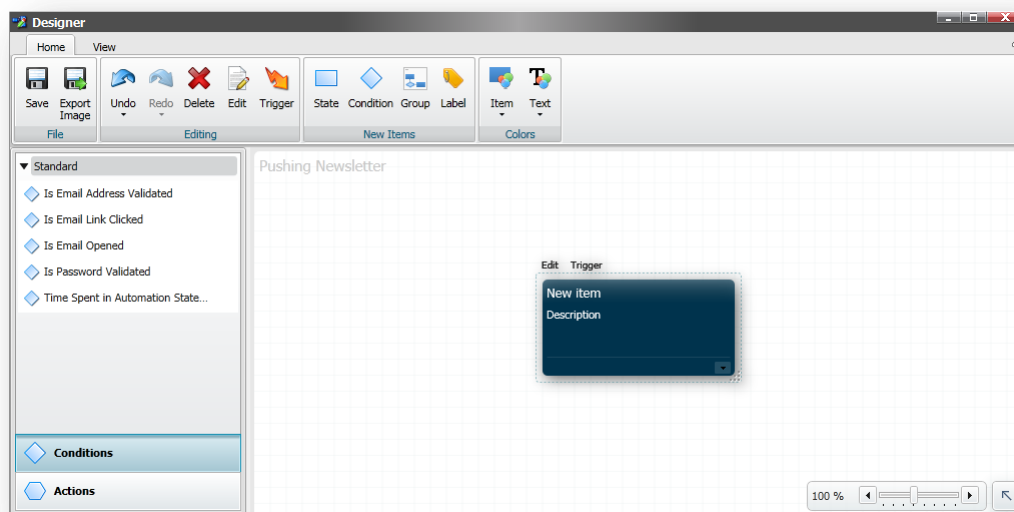 Designer
Home View
Save Export Image Undo Redo Delete Edit Trigger State Condition Group Label Item Text
File Editing New Items Colors
Standard
Is Email Address Validated
Is Email Link Clicked
Is Email Opened
Is Password Validated
Time Spent in Automation State...
Conditions
Actions
Pushing Newsletter
Edit Trigger
New item
Description
100 %